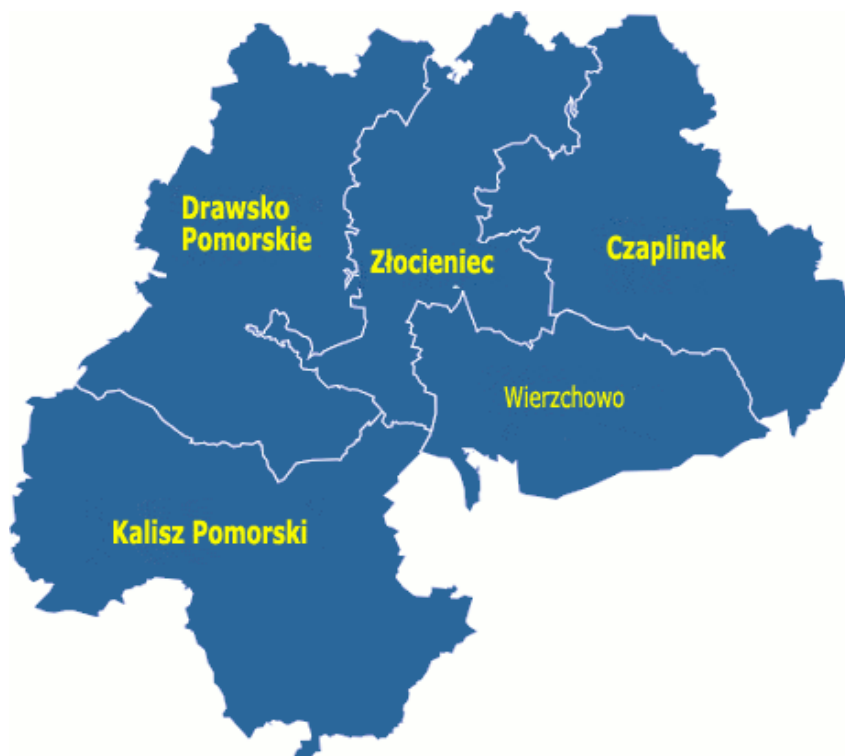 Drawsko
Pomorskie
Złocieniec
Czaplinek
Wierzchowo
Kalisz Pomorski